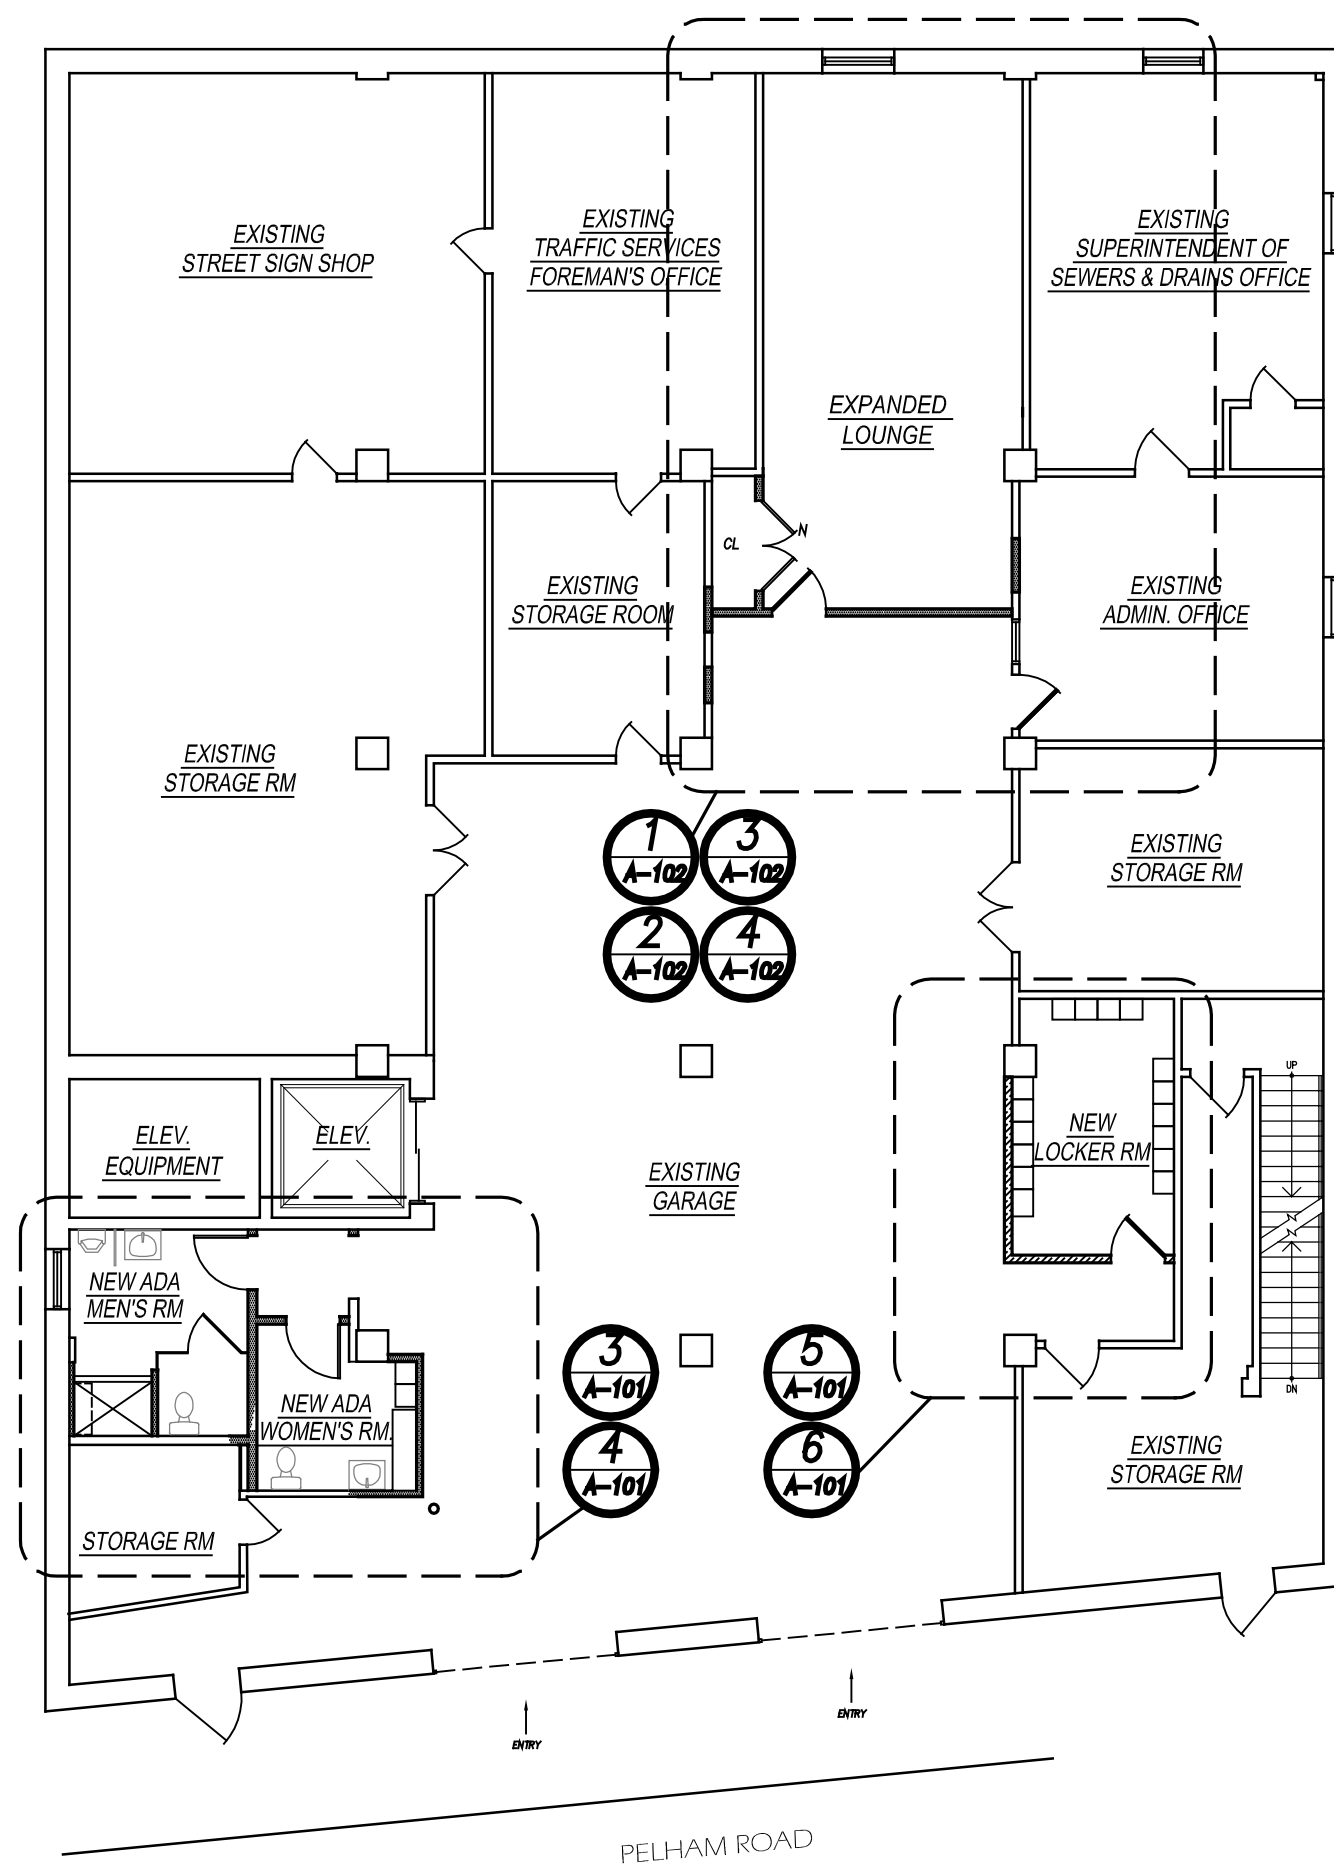 EXISTING
STREET SIGN SHOP
EXISTING
TRAFFIC SERVICES
FOREMAN'S OFFICE
EXISTING
SUPERINTENDENT OF
SEWERS & DRAINS OFFICE
EXPANDED
LOUNGE
CL
N
EXISTING
STORAGE ROOM
EXISTING
ADMIN. OFFICE
EXISTING
STORAGE RM
1
A-102
3
A-102
2
A-102
4
A-102
EXISTING
STORAGE RM
UP
NEW
LOCKER RM
ELEV.
EQUIPMENT
ELEV.
EXISTING
GARAGE
NEW ADA
MEN'S RM
NEW ADA
WOMEN'S RM.
3
A-101
4
A-101
5
A-101
6
A-101
DN
EXISTING
STORAGE RM
STORAGE RM
ENTRY
ENTRY
PELHAM ROAD